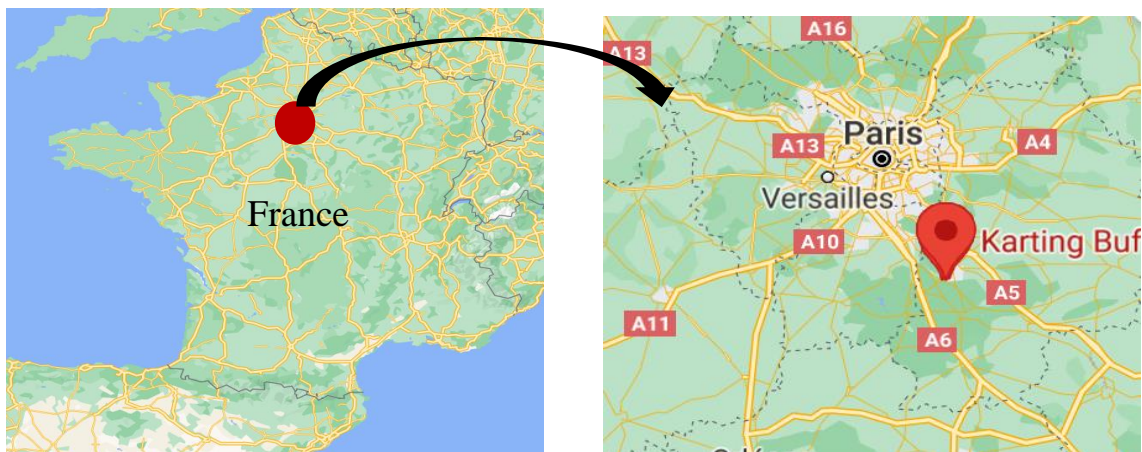 France
A13
A16
Paris
A13
A4
Versailles
A10
Karting Buf
A5
A11
A6